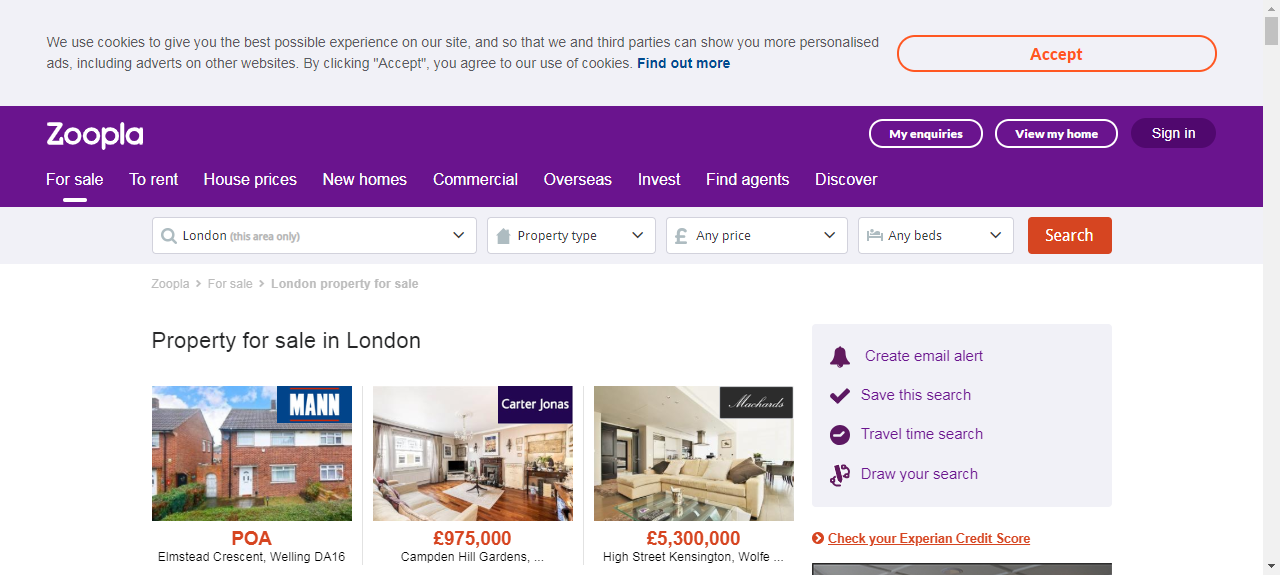 We use cookies to give you the best possible experience on our site, and so that we and third parties can show you more personalised
ads, including adverts on other websites. By clicking "Accept", you agree to our use of cookies. Find out more
Accept
Zoopla
My enquiries
View my home
Sign in
For sale
To rent
House prices
New homes
Commercial
Overseas
Invest
Find agents
Discover
London (this area only)
Property type
£ Any price
Any beds
Search
Zoopla > For sale > London property for sale
Property for sale in London
MANN
POA
Elmstead Crescent, Welling DA16
Carter Jonas
£975,000
Campden Hill Gardens, ...
Machards
£5,300,000
High Street Kensington, Wolfe ...
Create email alert
Save this search
Travel time search
Draw your search
Check your Experian Credit Score